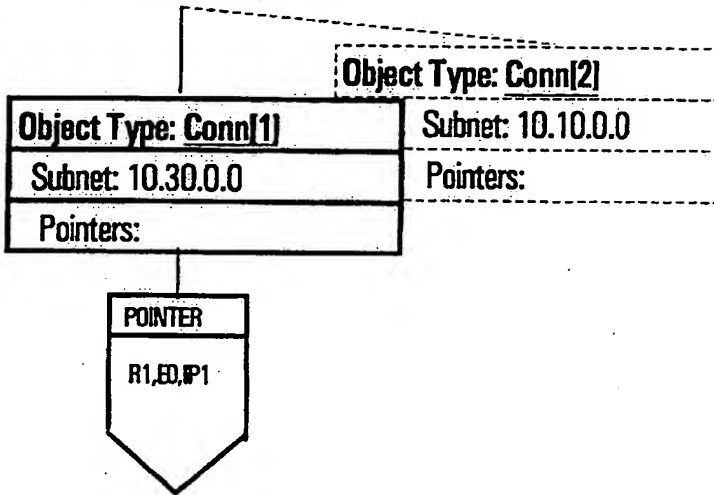 Object Type: Conn[2]
Object Type: Conn[1]
Subnet: 10.10.0.0
Subnet: 10.30.0.0
Pointers:
Pointers:
POINTER
R1,E0,IP1